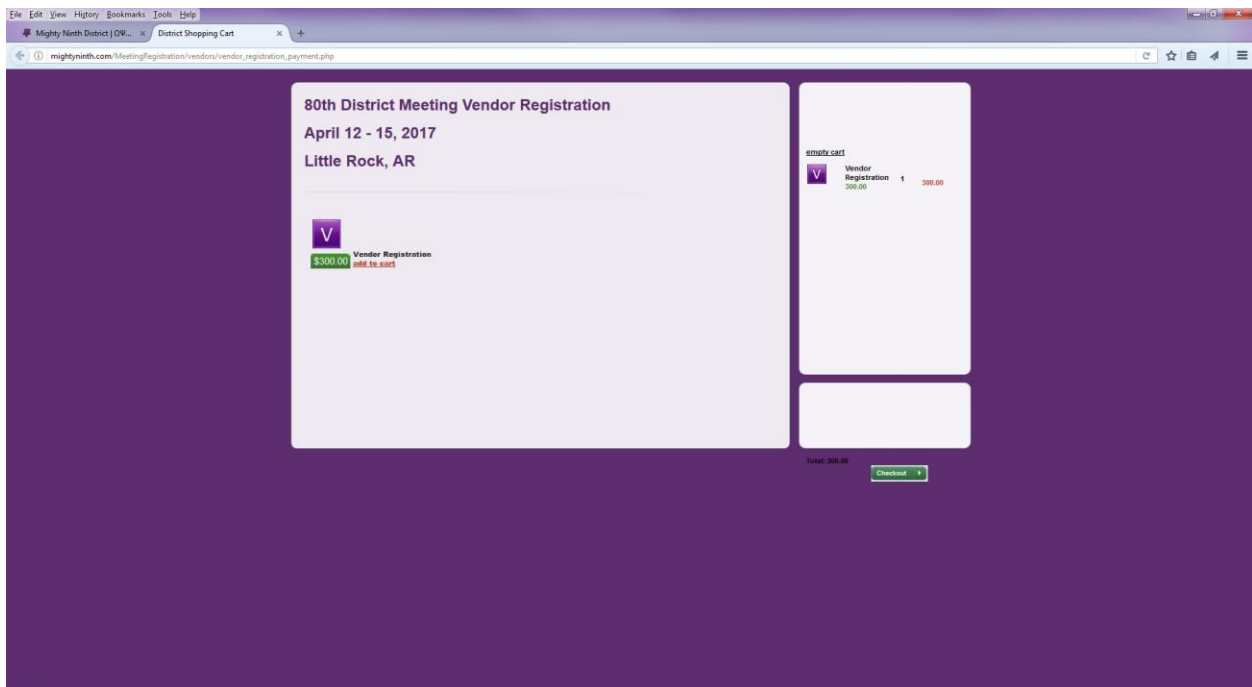 File Edit View History Bookmarks Tools Help
Mighty Ninth District | ΩΨ... ×
District Shopping Cart × +
mightyninth.com/MeetingRegistration/vendors/vendor_registration_payment.php
80th District Meeting Vendor Registration
April 12 - 15, 2017
Little Rock, AR
V
Vendor Registration
$300.00 add to cart
empty cart
V
Vendor
Registration 1 300.00
300.00
Total: 300.00
Checkout